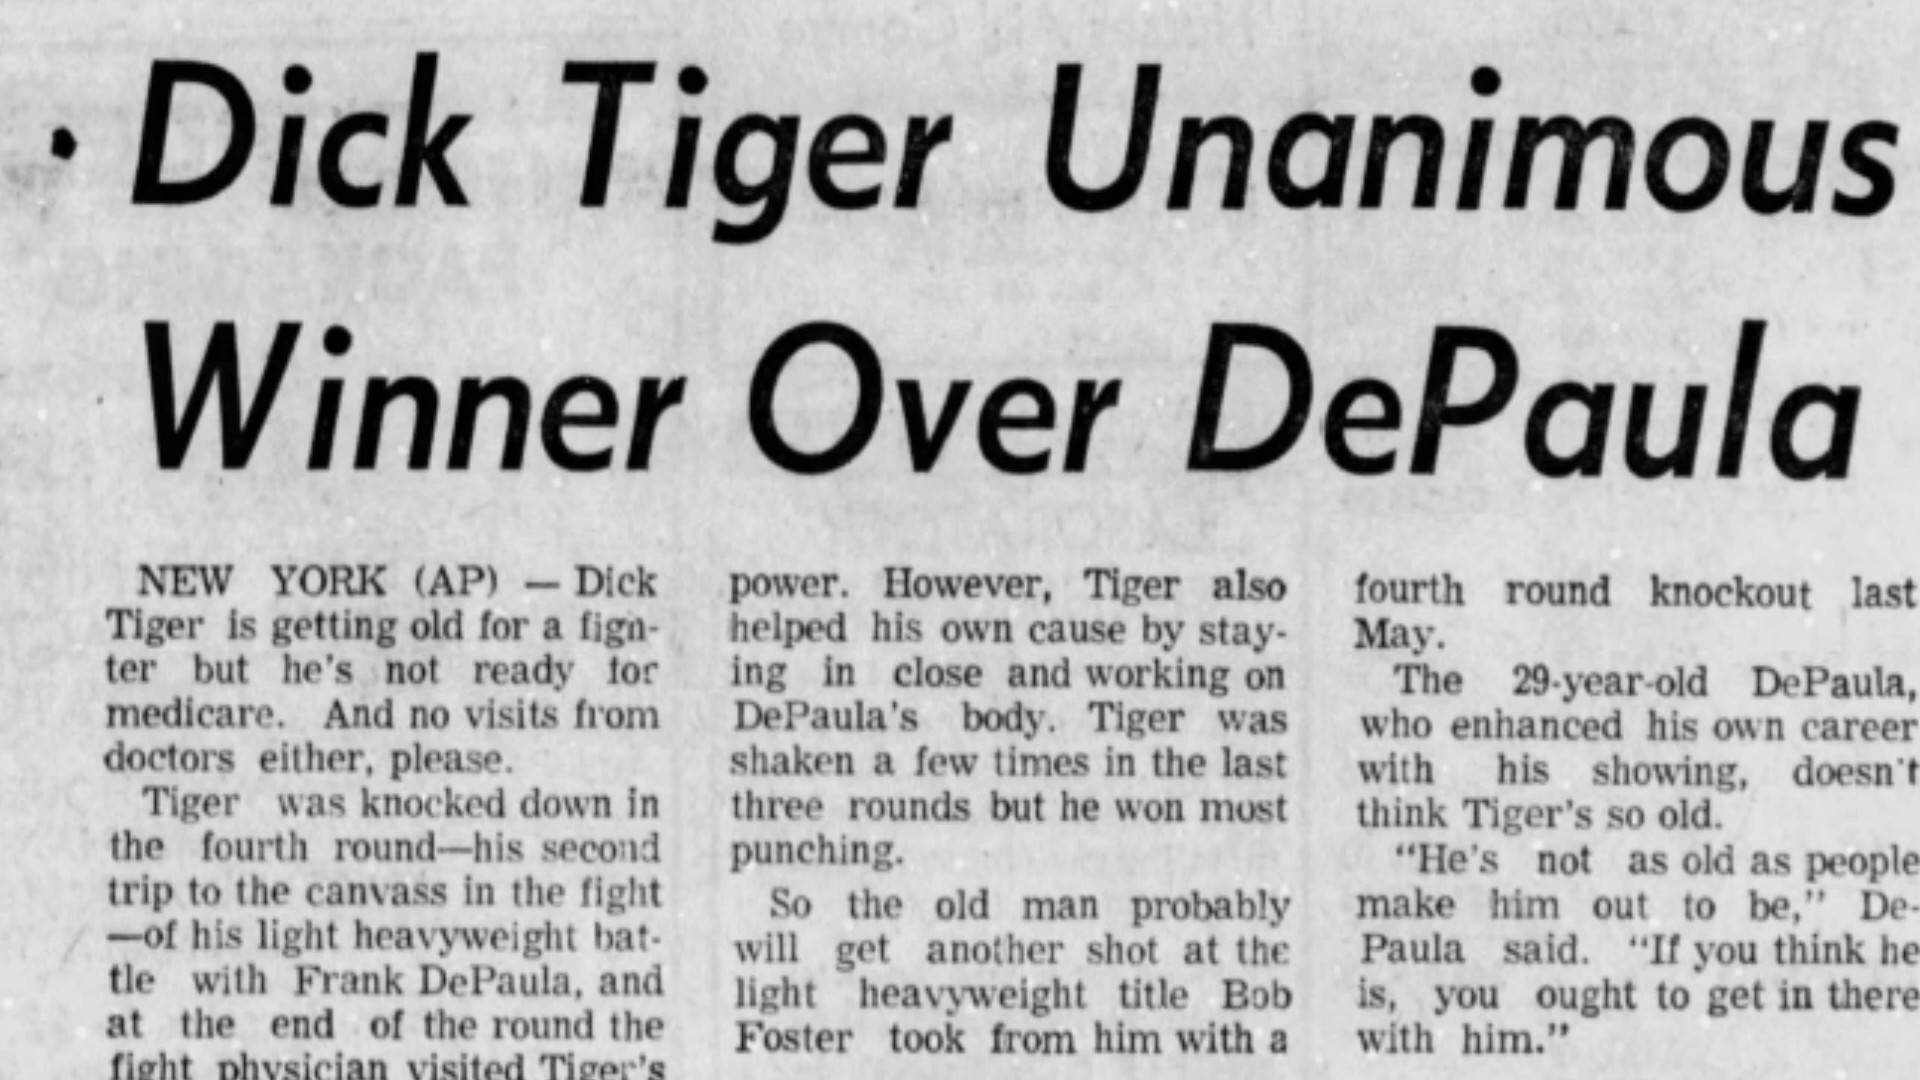 Dick Tiger Unanimous
Winner Over DePaula
NEW YORK (AP) — Dick
Tiger is getting old for a figh-
ter but he's not ready for
medicare. And no visits from
doctors either, please.
Tiger was knocked down in
the fourth round—his second
trip to the canvass in the fight
—of his light heavyweight bat-
tle with Frank DePaula, and
at the end of the round the
fight physician visited Tiger's
power. However, Tiger also
helped his own cause by stay-
ing in close and working on
DePaula's body. Tiger was
shaken a few times in the last
three rounds but he won most
punching.
So the old man probably
will get another shot at the
light heavyweight title Bob
Foster took from him with a
fourth round knockout last
May.
The 29-year-old DePaula,
who enhanced his own career
with his showing, doesn't
think Tiger's so old.
"He's not as old as people
make him out to be," De-
Paula said. "If you think he
is, you ought to get in there
with him."